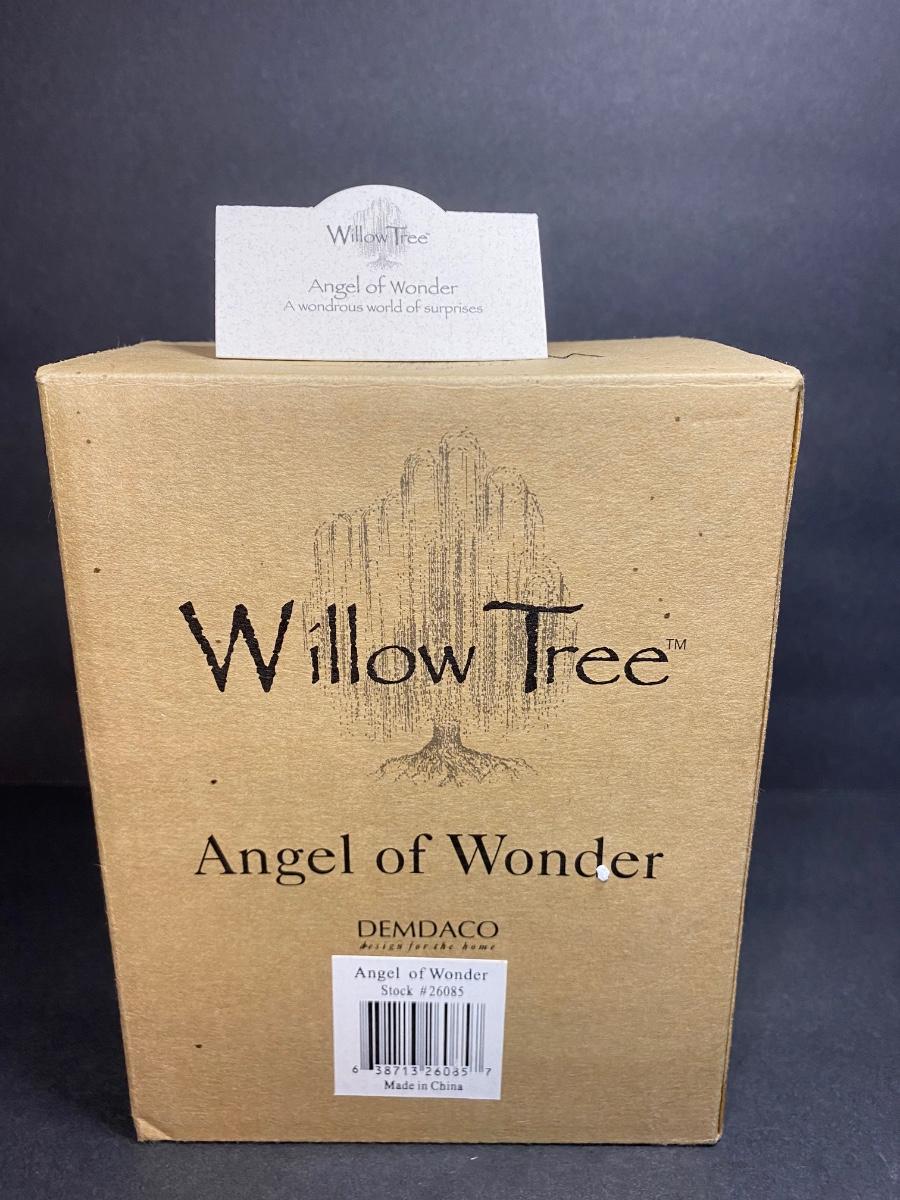 Willow Tree™
Angel of Wonder
A wondrous world of surprises
Willow Tree™
Angel of Wonder
DEMDACO
design for the home
Angel of Wonder
Stock #26085
6 38713 26085 7
Made in China